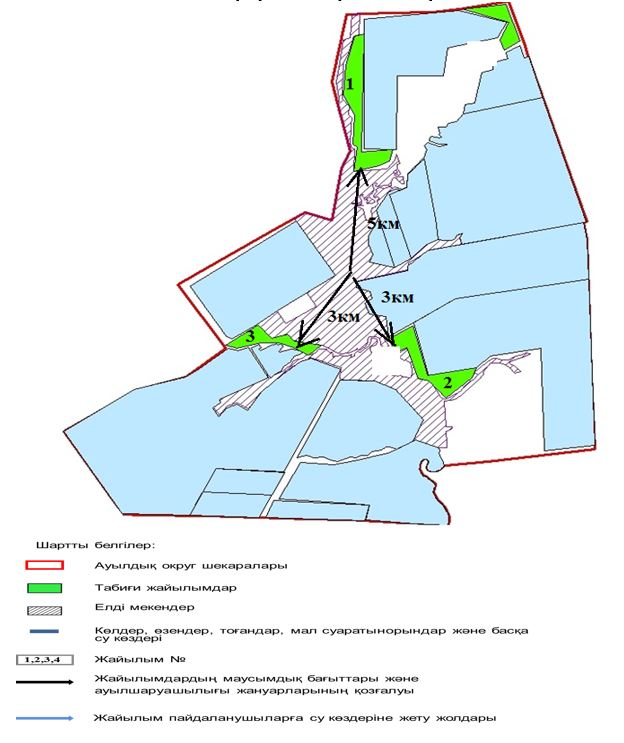 1
5км
3км
3км
3
2
Шартты белгілер:
Ауылдық округ шекаралары
Табиғи жайылымдар
Елді мекендер
Көлдер, өзендер, тоғандар, мал суаратынорындар және басқа
су көздері
1,2,3,4 Жайылым №
Жайылымдардың маусымдық бағыттары және
ауылшаруашылығы жануарларының қозғалуы
Жайылым пайдаланушыларға су көздеріне жету жолдары